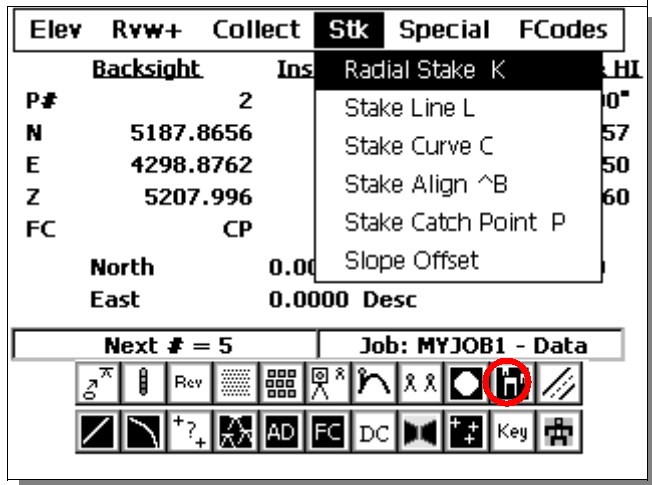 Elev Rvw+ Collect Stk Special FCodes
Backsight Ins HI
Radial Stake K
P# 2 0"
Stake Line L
N 5187.8656 57
Stake Curve C
E 4298.8762 50
Stake Align ^B
Z 5207.996 60
Stake Catch Point P
FC CP
Slope Offset
North 0.00
East 0.0000 Desc
Next # = 5 Job: MYJOB1 - Data
Rev
+?+ AD FC DC Key